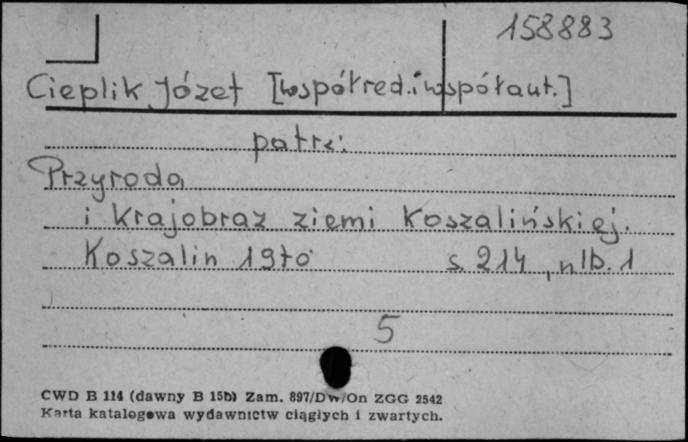 158883
Cieplik Józef [współred. i współaut.]
patrz:
Przyroda
i krajobraz ziemi Koszalińskiej.
Koszalin 1970 s. 214, nlb. 1
5
CWD B 114 (dawny B 15b) Zam. 897/DW/On ZGG 2542
Karta katalogowa wydawnictw ciągłych i zwartych.